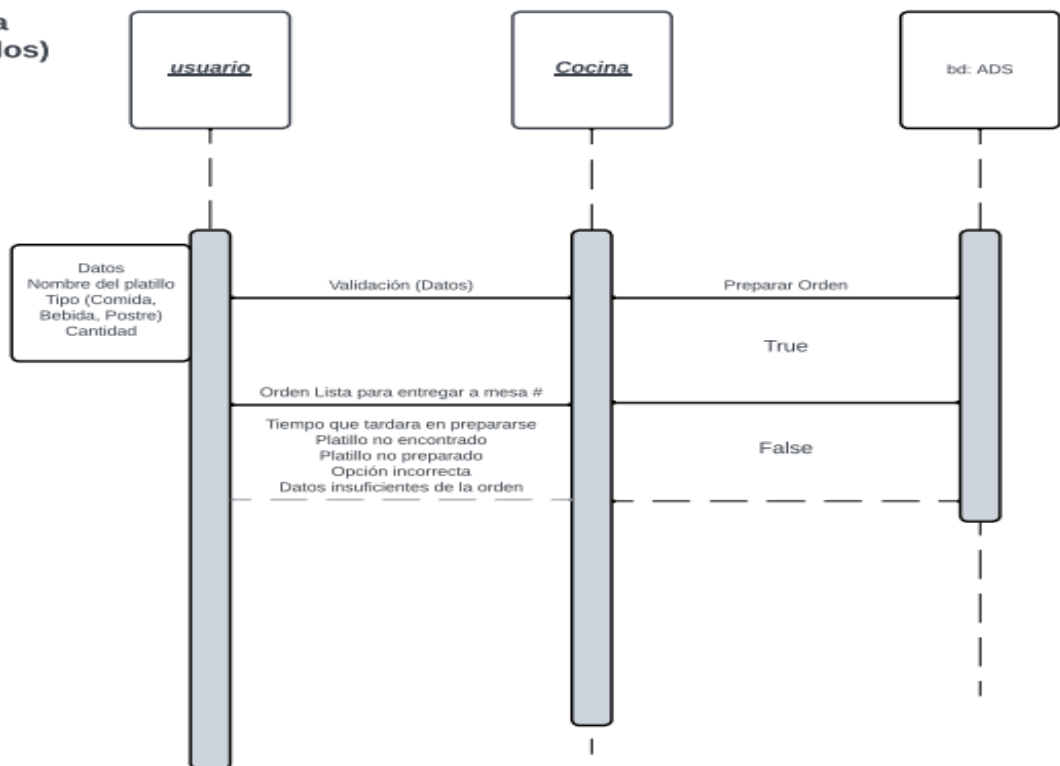 usuario
Cocina
bd: ADS
Datos
Nombre del platillo
Tipo (Comida,
Bebida, Postre)
Cantidad
Validación (Datos)
Preparar Orden
True
Orden Lista para entregar a mesa #
Tiempo que tardara en prepararse
Platillo no encontrado
Platillo no preparado
Opción incorrecta
Datos insuficientes de la orden
False